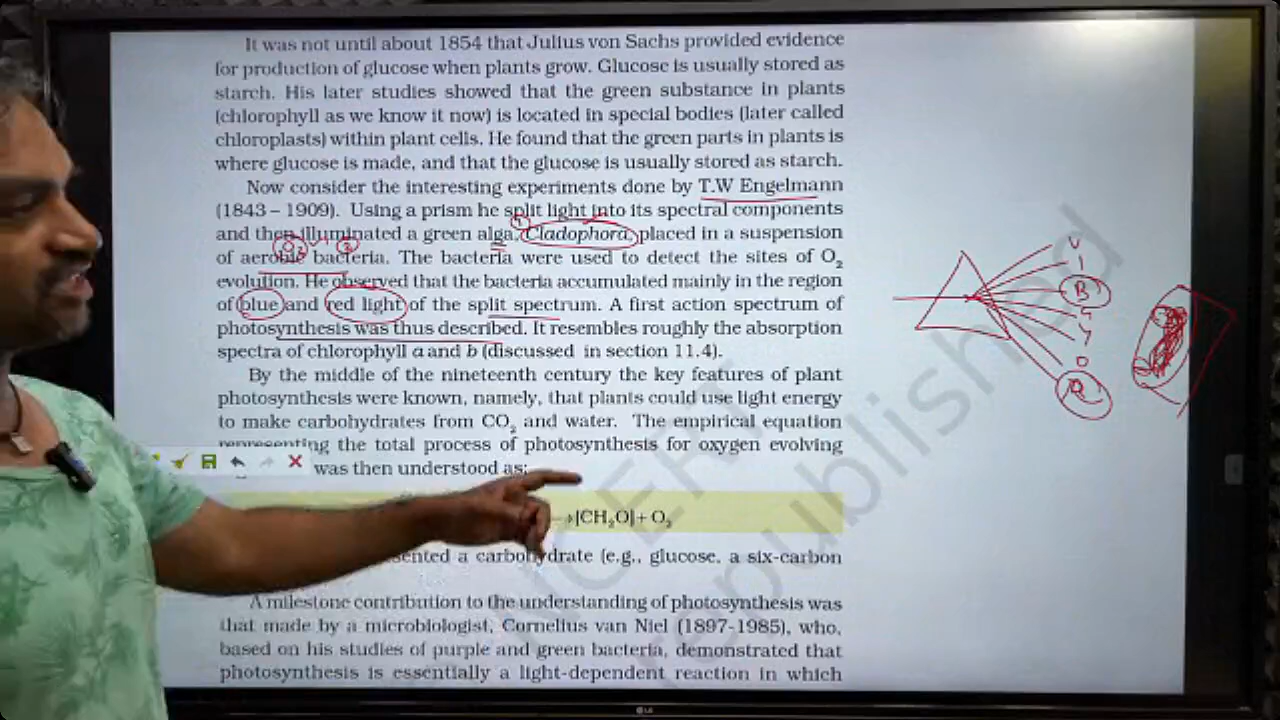 It was not until about 1854 that Julius von Sachs provided evidence
for production of glucose when plants grow. Glucose is usually stored as
starch. His later studies showed that the green substance in plants
(chlorophyll as we know it now) is located in special bodies (later called
chloroplasts) within plant cells. He found that the green parts in plants is
where glucose is made, and that the glucose is usually stored as starch.
Now consider the interesting experiments done by T.W Engelmann
(1843 – 1909). Using a prism he split light into its spectral components
and then illuminated a green alga, Cladophora, placed in a suspension
of aerobic bacteria. The bacteria were used to detect the sites of O₂
evolution. He observed that the bacteria accumulated mainly in the region
of blue and red light of the split spectrum. A first action spectrum of
photosynthesis was thus described. It resembles roughly the absorption
spectra of chlorophyll a and b (discussed in section 11.4).
By the middle of the nineteenth century the key features of plant
photosynthesis were known, namely, that plants could use light energy
to make carbohydrates from CO₂ and water. The empirical equation
representing the total process of photosynthesis for oxygen evolving
was then understood as:
→[CH₂O] + O₂
a carbohydrate (e.g., glucose, a six-carbon
A milestone contribution to the understanding of photosynthesis was
that made by a microbiologist, Cornelius van Niel (1897-1985), who,
based on his studies of purple and green bacteria, demonstrated that
photosynthesis is essentially a light-dependent reaction in which
V
I
B
G
Y
O
R
republished
LG